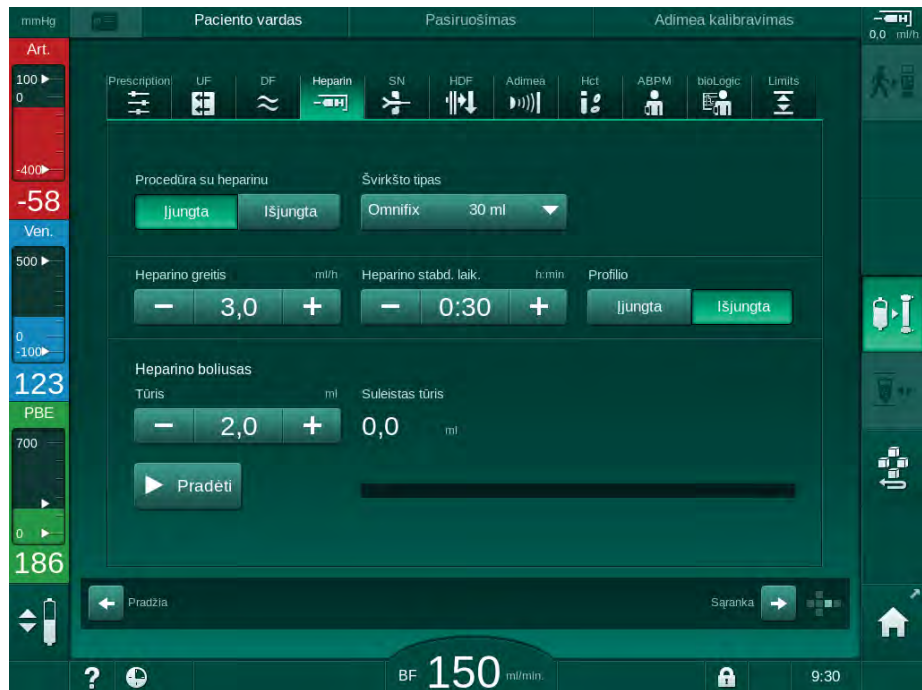 mmHg
Paciento vardas
Pasiruošimas
Adimea kalibravimas
0,0 ml/h
Art.
100
0
-400
-58
Ven.
500
0
-100
123
PBE
700
0
186
Prescription UF DF Heparin SN HDF Adimea Hct ABPM bioLogic Limits
Procedūra su heparinu
Švirkšto tipas
Įjungta Išjungta
Omnifix 30 ml
Heparino greitis ml/h
Heparino stabd. laik. h:min
Profilio
− 3,0 +
− 0:30 +
Įjungta Išjungta
Heparino boliusas
Tūris ml
Suleistas tūris
− 2,0 +
0,0 ml
Pradėti
Pradžia
Sąranka
? BF 150 ml/min. 9:30